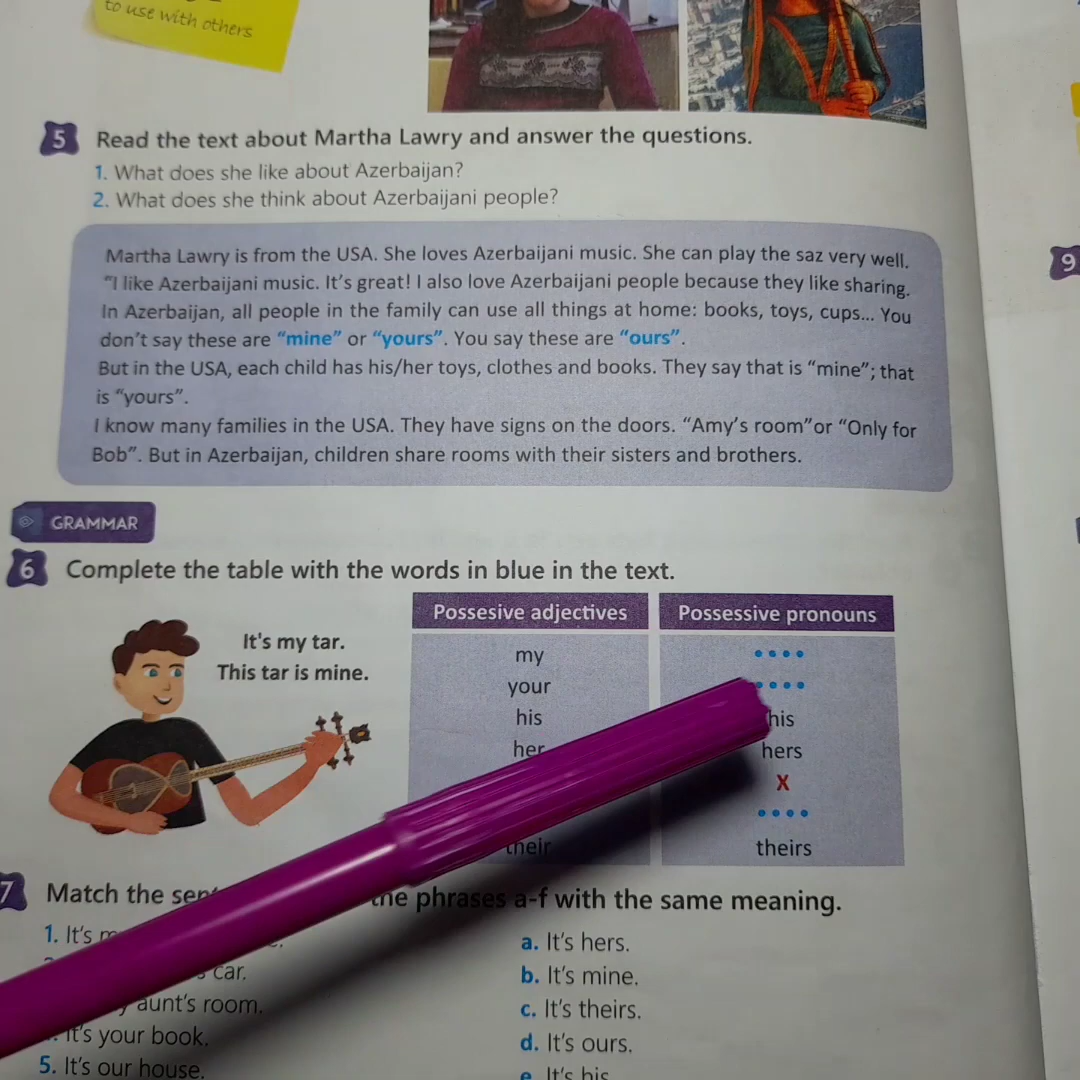 to use with others
5 Read the text about Martha Lawry and answer the questions.
1. What does she like about Azerbaijan?
2. What does she think about Azerbaijani people?
Martha Lawry is from the USA. She loves Azerbaijani music. She can play the saz very well.
"I like Azerbaijani music. It's great! I also love Azerbaijani people because they like sharing.
In Azerbaijan, all people in the family can use all things at home: books, toys, cups... You
don't say these are "mine" or "yours". You say these are "ours".
But in the USA, each child has his/her toys, clothes and books. They say that is "mine"; that
is "yours".
I know many families in the USA. They have signs on the doors. "Amy's room"or "Only for
Bob". But in Azerbaijan, children share rooms with their sisters and brothers.
9
GRAMMAR
6 Complete the table with the words in blue in the text.
It's my tar.
This tar is mine.
Possesive adjectives Possessive pronouns
my ....
your ....
his his
her hers
X
....
their theirs
7 Match the the phrases a-f with the same meaning.
1. It's
car.
aunt's room.
It's your book.
5. It's our house.
a. It's hers.
b. It's mine.
c. It's theirs.
d. It's ours.
e. It's his.